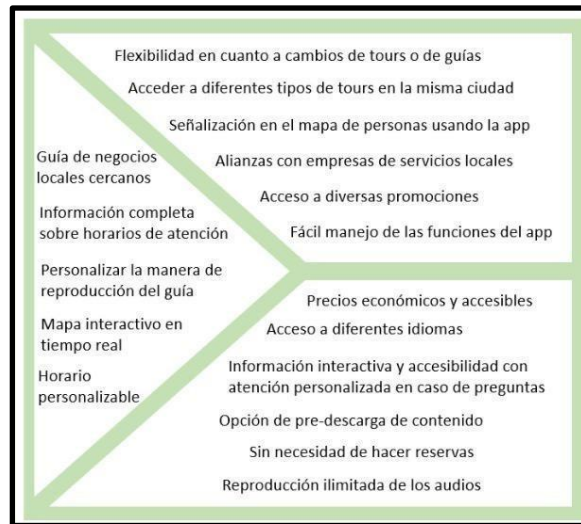 Flexibilidad en cuanto a cambios de tours o de guías
Acceder a diferentes tipos de tours en la misma ciudad
Señalización en el mapa de personas usando la app
Alianzas con empresas de servicios locales
Acceso a diversas promociones
Fácil manejo de las funciones del app
Guía de negocios
locales cercanos
Información completa
sobre horarios de atención
Personalizar la manera de
reproducción del guía
Mapa interactivo en
tiempo real
Horario
personalizable
Precios económicos y accesibles
Acceso a diferentes idiomas
Información interactiva y accesibilidad con
atención personalizada en caso de preguntas
Opción de pre-descarga de contenido
Sin necesidad de hacer reservas
Reproducción ilimitada de los audios